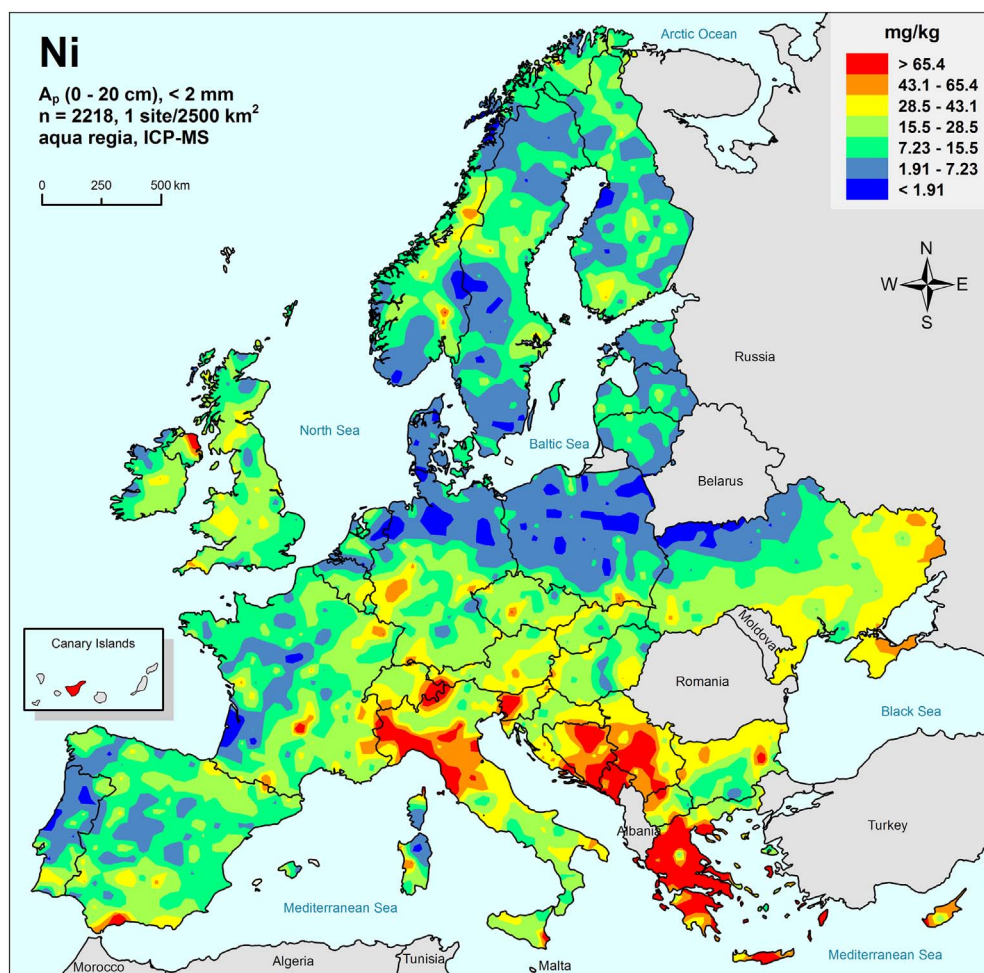 Ni
Aₚ (0 - 20 cm), < 2 mm
n = 2218, 1 site/2500 km²
aqua regia, ICP-MS
0 250 500 km
Arctic Ocean
mg/kg
> 65.4
43.1 - 65.4
28.5 - 43.1
15.5 - 28.5
7.23 - 15.5
1.91 - 7.23
< 1.91
N
W E
S
Russia
North Sea
Baltic Sea
Belarus
Canary Islands
Moldova
Romania
Black Sea
Albania
Turkey
Mediterranean Sea
Mediterranean Sea
Morocco
Algeria
Tunisia
Malta